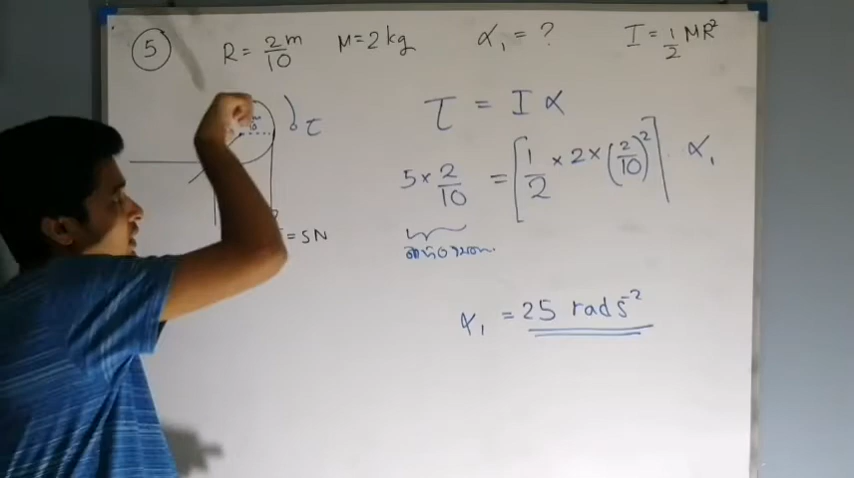 5 R = 2/10 m M = 2 kg α₁ = ? I = 1/2 MR²
τ
τ = I α
5 × 2/10 = [1/2 × 2 × (2/10)²] α₁
= 5N
α₁ = 25 rad s⁻²